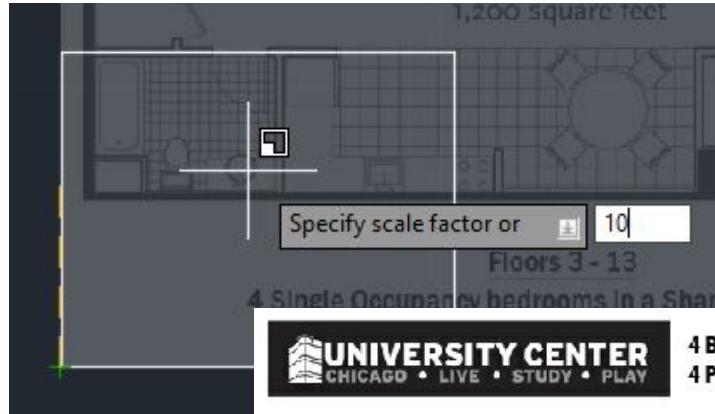 1,200 square feet
Specify scale factor or 10
Floors 3 - 13
4 Single Occupancy bedrooms in a Shar
UNIVERSITY CENTER
CHICAGO • LIVE • STUDY • PLAY
4 B
4 P